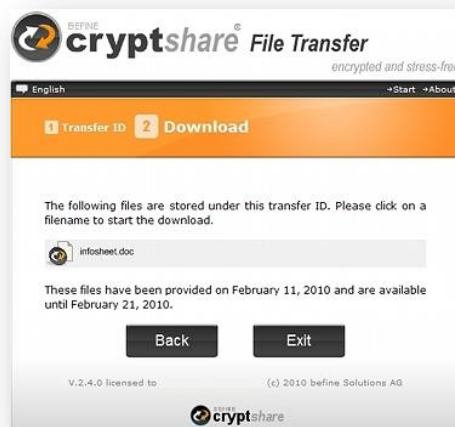 BEFINE
cryptshare® File Transfer
encrypted and stress-free
English →Start →About
1 Transfer ID 2 Download
The following files are stored under this transfer ID. Please click on a
filename to start the download.
infosheet.doc
These files have been provided on February 11, 2010 and are available
until February 21, 2010.
Back Exit
V.2.4.0 licensed to (c) 2010 befine Solutions AG
BEFINE
cryptshare